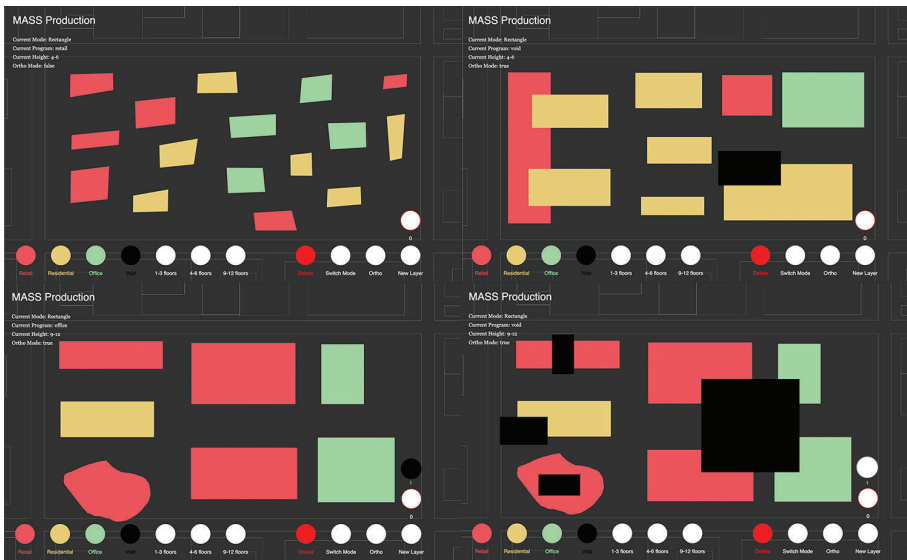 MASS Production
Current Mode: Rectangle
Current Program: retail
Current Height: 4-6
Ortho Mode: false
0
Retail Residential Office Void 1-3 floors 4-6 floors 9-12 floors Delete Switch Mode Ortho New Layer
MASS Production
Current Mode: Rectangle
Current Program: void
Current Height: 4-6
Ortho Mode: true
0
Retail Residential Office Void 1-3 floors 4-6 floors 9-12 floors Delete Switch Mode Ortho New Layer
MASS Production
Current Mode: Rectangle
Current Program: office
Current Height: 9-12
Ortho Mode: true
1
0
Retail Residential Office Void 1-3 floors 4-6 floors 9-12 floors Delete Switch Mode Ortho New Layer
MASS Production
Current Mode: Rectangle
Current Program: void
Current Height: 9-12
Ortho Mode: true
1
0
Retail Residential Office Void 1-3 floors 4-6 floors 9-12 floors Delete Switch Mode Ortho New Layer